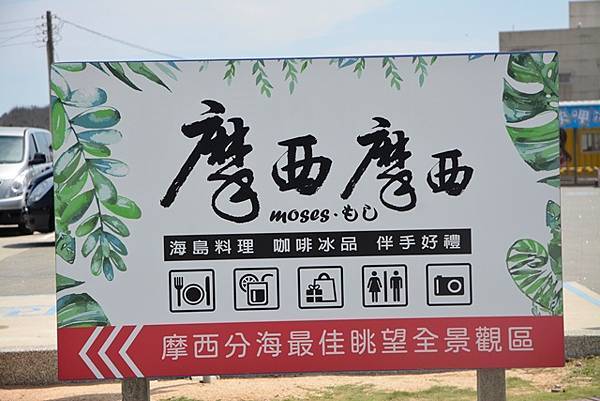 摩西摩西
moses・もし
海島料理 咖啡冰品 伴手好禮
摩西分海最佳眺望全景觀區